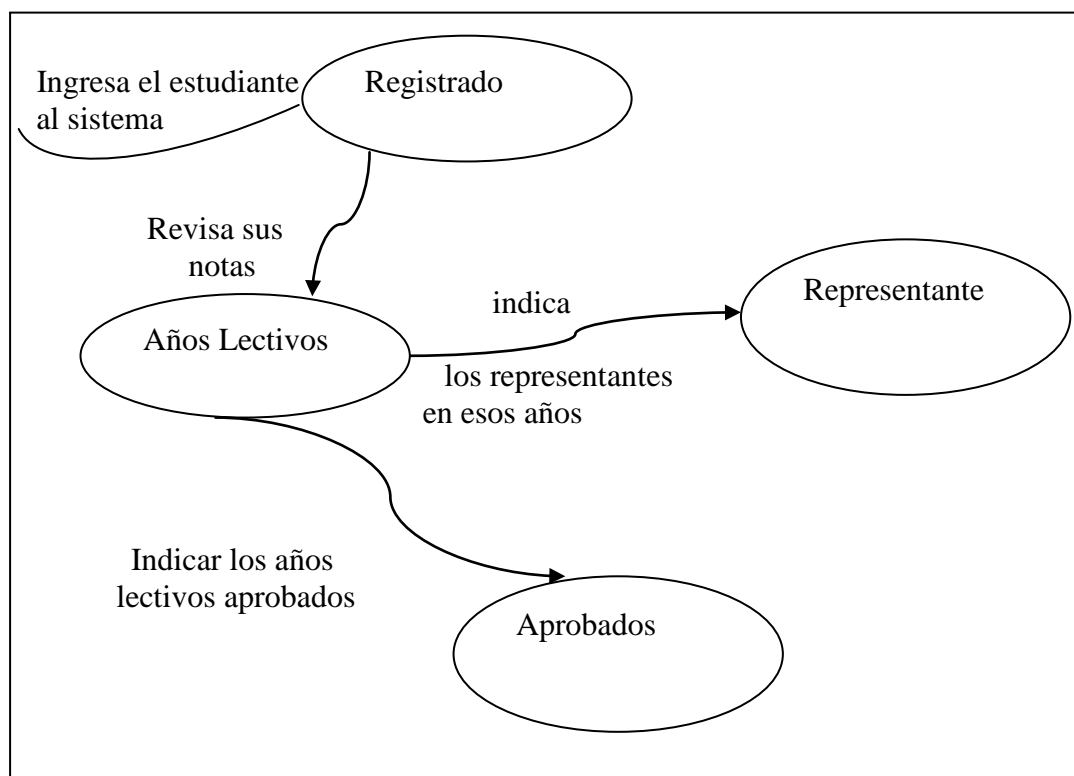 Ingresa el estudiante
al sistema
Registrado
Revisa sus
notas
Años Lectivos
indica
los representantes
en esos años
Representante
Indicar los años
lectivos aprobados
Aprobados